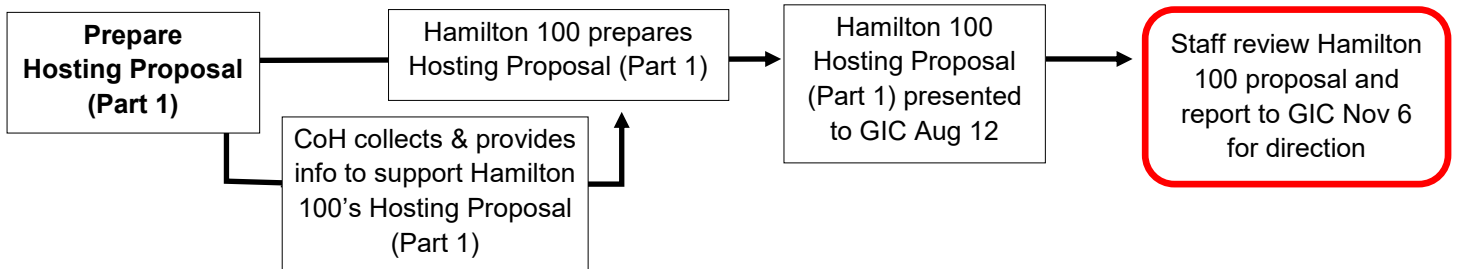 Prepare
Hosting Proposal
(Part 1)
Hamilton 100 prepares
Hosting Proposal (Part 1)
CoH collects & provides
info to support Hamilton
100’s Hosting Proposal
(Part 1)
Hamilton 100
Hosting Proposal
(Part 1) presented
to GIC Aug 12
Staff review Hamilton
100 proposal and
report to GIC Nov 6
for direction